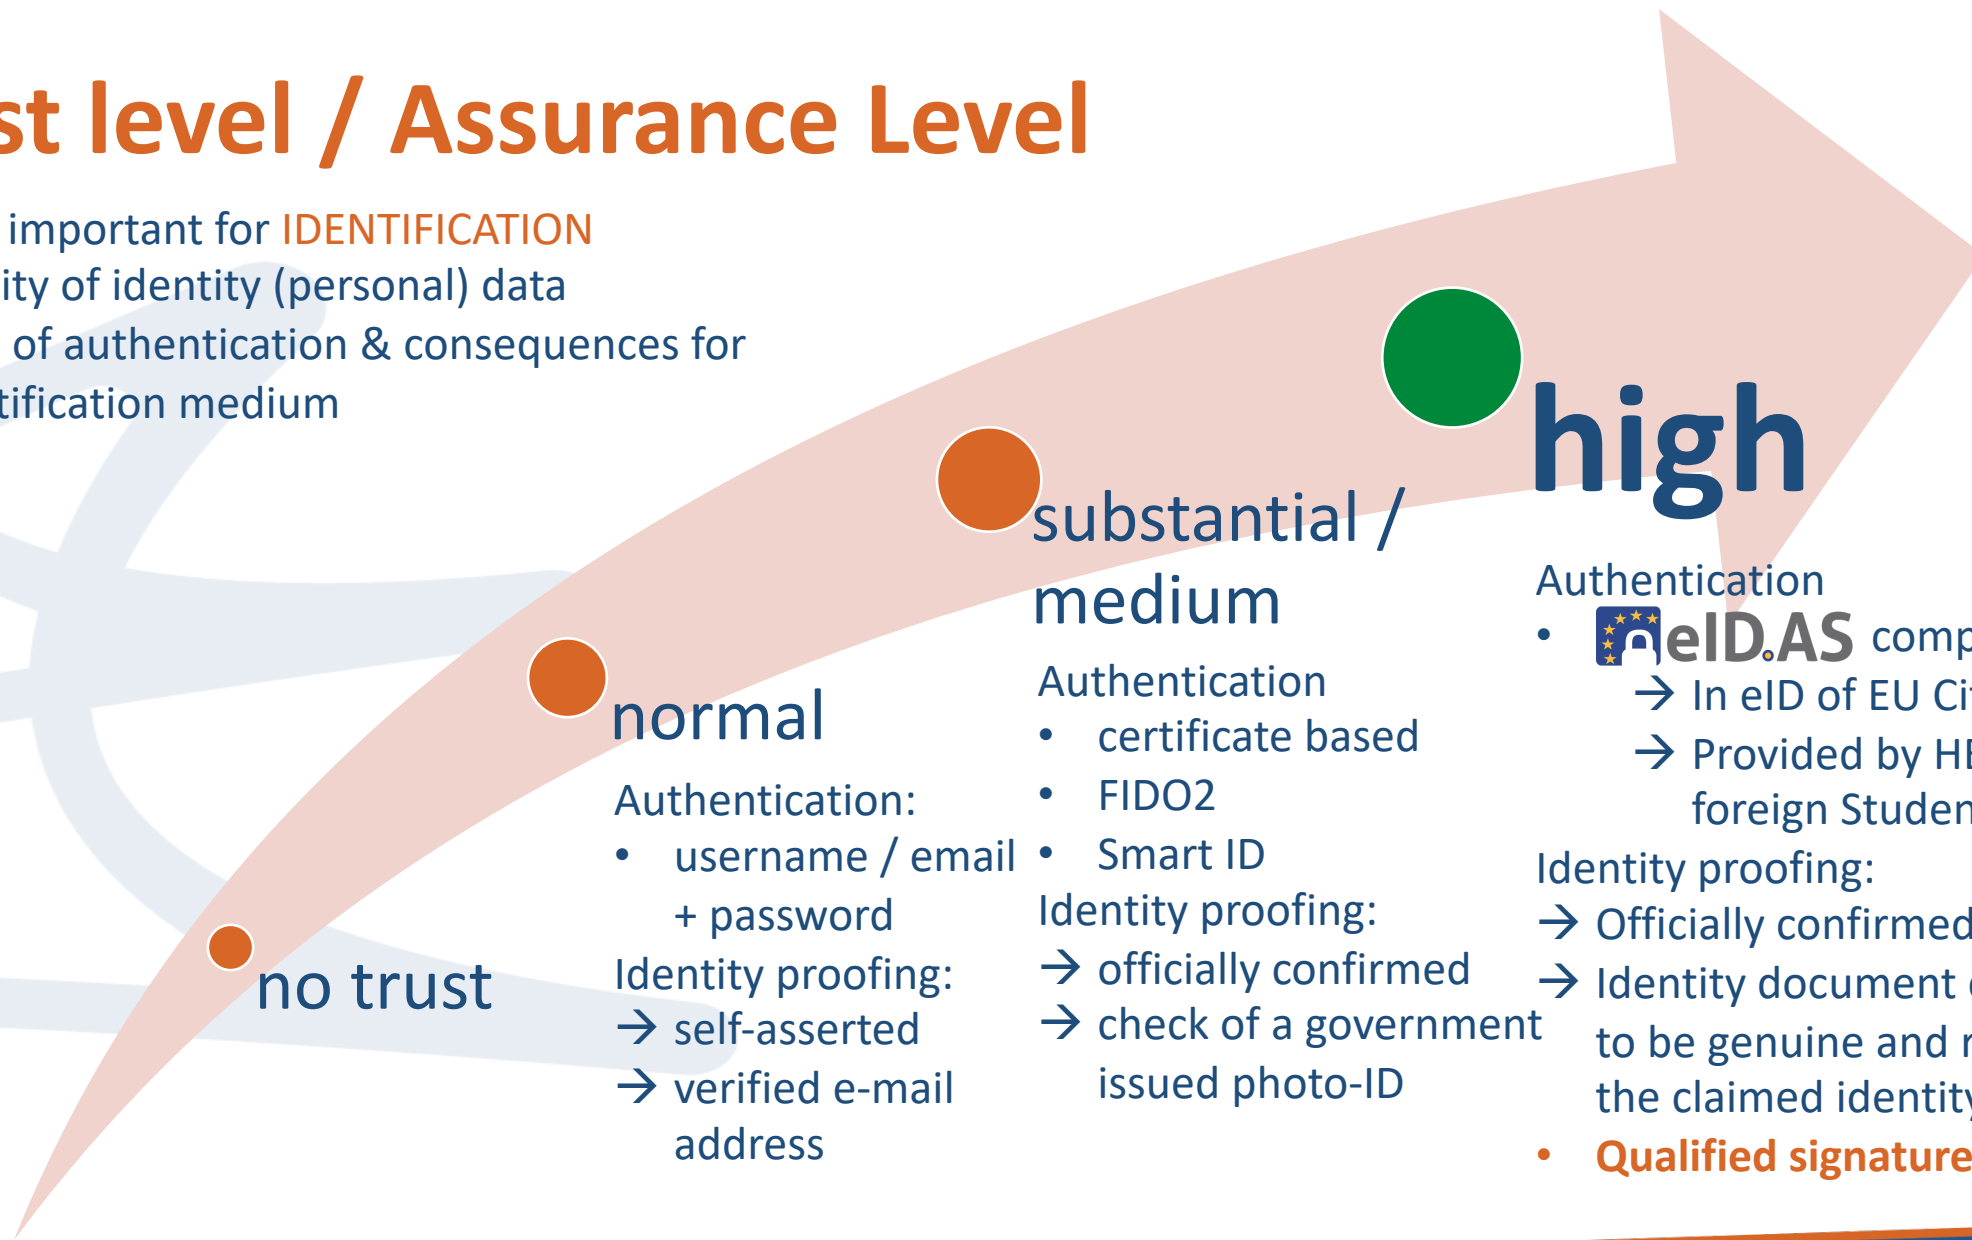 st level / Assurance Level
important for IDENTIFICATION
ity of identity (personal) data
of authentication & consequences for
tification medium
no trust
normal
Authentication:
• username / email
+ password
Identity proofing:
→ self-asserted
→ verified e-mail
address
substantial /
medium
Authentication
• certificate based
• FIDO2
• Smart ID
Identity proofing:
→ officially confirmed
→ check of a government
issued photo-ID
high
Authentication
• eID.AS comp
→ In eID of EU Cit
→ Provided by HE
foreign Studen
Identity proofing:
→ Officially confirmed
→ Identity document
to be genuine and
the claimed identity
• Qualified signature